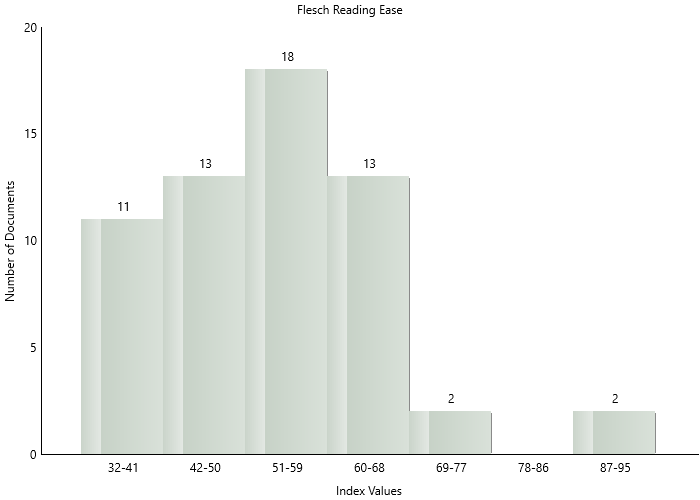 Flesch Reading Ease
20
15
10
5
0
Number of Documents
11
13
18
13
2
2
32-41 42-50 51-59 60-68 69-77 78-86 87-95
Index Values